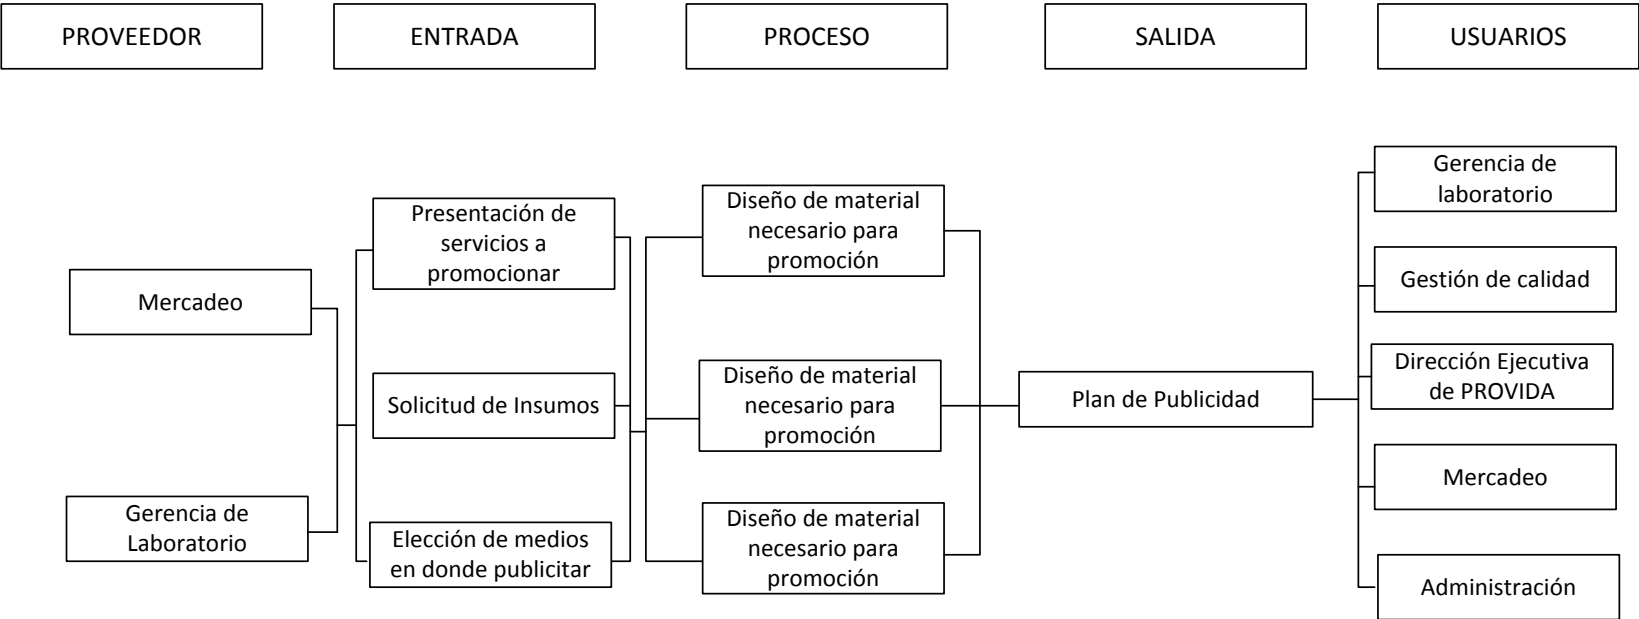 PROVEEDOR
ENTRADA
PROCESO
SALIDA
USUARIOS
Mercadeo
Gerencia de
Laboratorio
Presentación de
servicios a
promocionar
Solicitud de Insumos
Elección de medios
en donde publicitar
Diseño de material
necesario para
promoción
Diseño de material
necesario para
promoción
Diseño de material
necesario para
promoción
Plan de Publicidad
Gerencia de
laboratorio
Gestión de calidad
Dirección Ejecutiva
de PROVIDA
Mercadeo
Administración